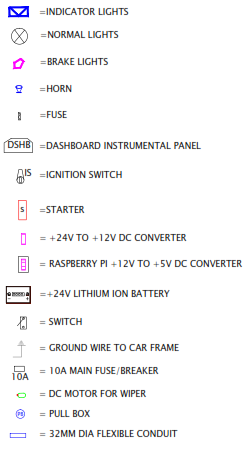 =INDICATOR LIGHTS
=NORMAL LIGHTS
=BRAKE LIGHTS
=HORN
=FUSE
DSHB =DASHBOARD INSTRUMENTAL PANEL
IS =IGNITION SWITCH
S =STARTER
= +24V TO +12V DC CONVERTER
= RASPBERRY PI +12V TO +5V DC CONVERTER
=+24V LITHIUM ION BATTERY
= SWITCH
= GROUND WIRE TO CAR FRAME
10A = 10A MAIN FUSE/BREAKER
= DC MOTOR FOR WIPER
PB = PULL BOX
= 32MM DIA FLEXIBLE CONDUIT